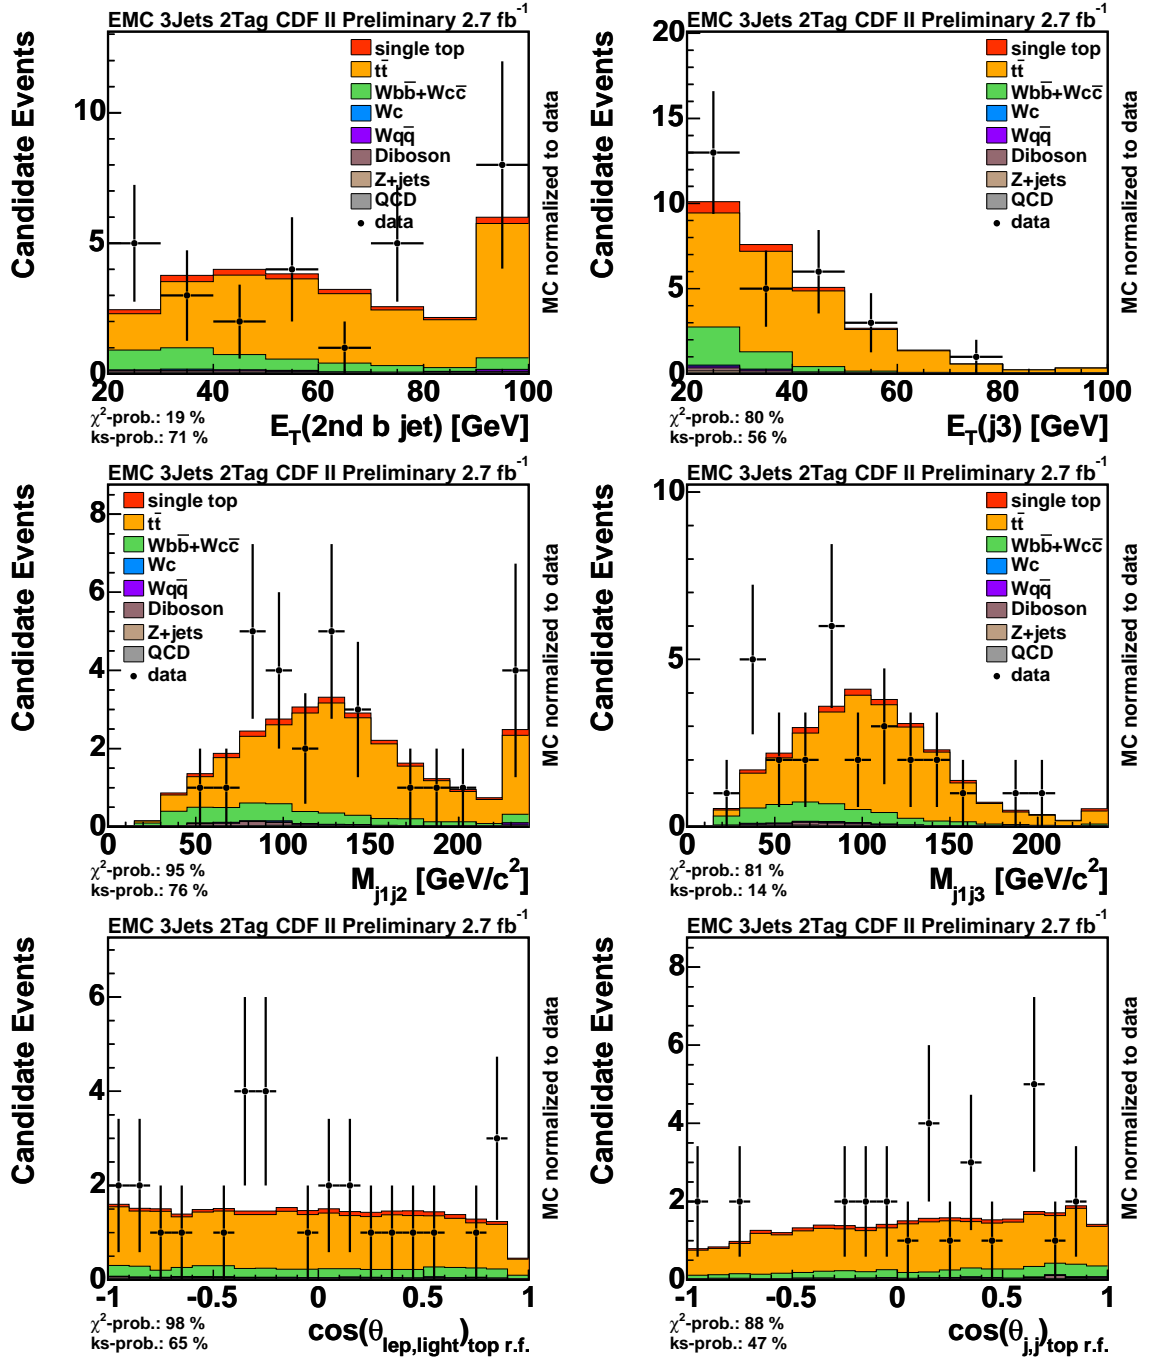 EMC 3Jets 2Tag CDF II Preliminary 2.7 fb⁻¹
Candidate Events
MC normalized to data
single top
tt̄
Wbb̄+Wcc̄
Wc
Wqq̄
Diboson
Z+jets
QCD
data
10
5
0
20 40 60 80 100
χ²-prob.: 19 %
ks-prob.: 71 %
E_T(2nd b jet) [GeV]
EMC 3Jets 2Tag CDF II Preliminary 2.7 fb⁻¹
Candidate Events
MC normalized to data
single top
tt̄
Wbb̄+Wcc̄
Wc
Wqq̄
Diboson
Z+jets
QCD
data
20
15
10
5
0
20 40 60 80 100
χ²-prob.: 80 %
ks-prob.: 56 %
E_T(j3) [GeV]
EMC 3Jets 2Tag CDF II Preliminary 2.7 fb⁻¹
Candidate Events
MC normalized to data
single top
tt̄
Wbb̄+Wcc̄
Wc
Wqq̄
Diboson
Z+jets
QCD
data
8
6
4
2
0
0 50 100 150 200
χ²-prob.: 95 %
ks-prob.: 76 %
M_j1j2 [GeV/c²]
EMC 3Jets 2Tag CDF II Preliminary 2.7 fb⁻¹
Candidate Events
MC normalized to data
single top
tt̄
Wbb̄+Wcc̄
Wc
Wqq̄
Diboson
Z+jets
QCD
data
10
5
0
0 50 100 150 200
χ²-prob.: 81 %
ks-prob.: 14 %
M_j1j3 [GeV/c²]
EMC 3Jets 2Tag CDF II Preliminary 2.7 fb⁻¹
Candidate Events
MC normalized to data
6
4
2
0
-1 -0.5 0 0.5 1
χ²-prob.: 98 %
ks-prob.: 65 %
cos(θ_lep,light)_top r.f.
EMC 3Jets 2Tag CDF II Preliminary 2.7 fb⁻¹
Candidate Events
MC normalized to data
8
6
4
2
0
-1 -0.5 0 0.5 1
χ²-prob.: 88 %
ks-prob.: 47 %
cos(θ_j,j)_top r.f.